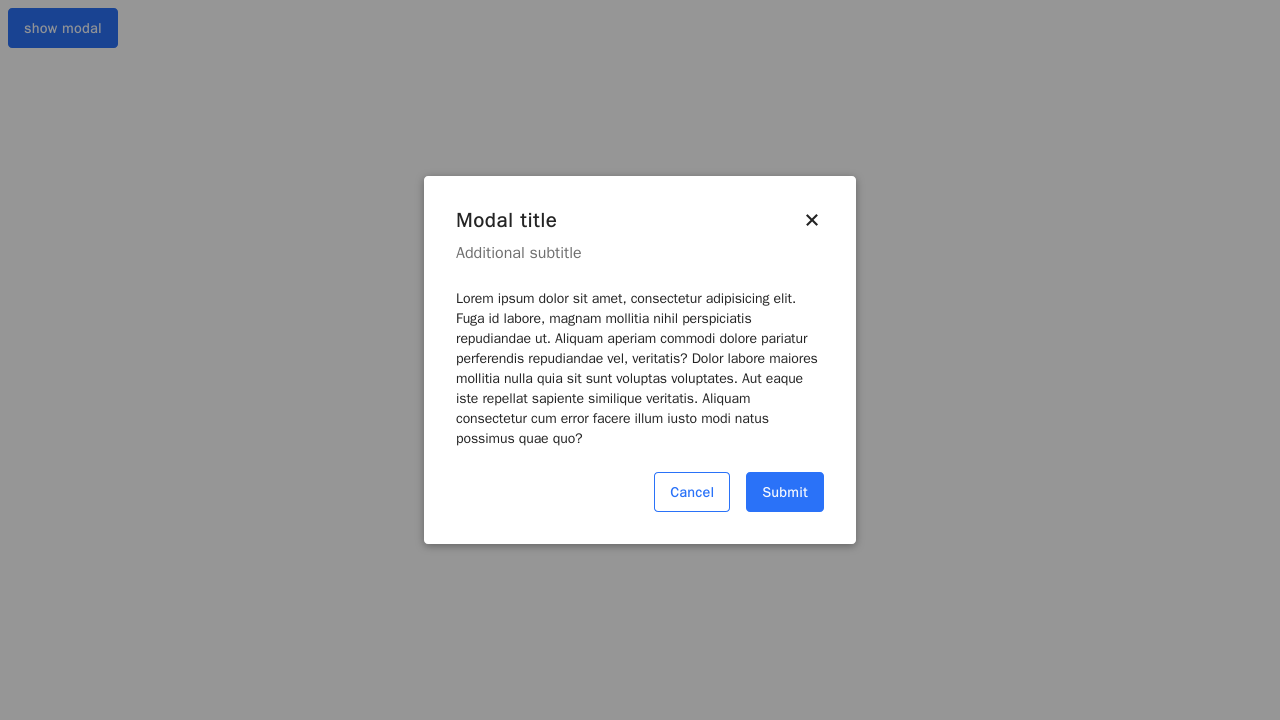 show modal
Modal title
Additional subtitle
Lorem ipsum dolor sit amet, consectetur adipisicing elit.
Fuga id labore, magnam mollitia nihil perspiciatis
repudiandae ut. Aliquam aperiam commodi dolore pariatur
perferendis repudiandae vel, veritatis? Dolor labore maiores
mollitia nulla quia sit sunt voluptas voluptates. Aut eaque
iste repellat sapiente similique veritatis. Aliquam
consectetur cum error facere illum iusto modi natus
possimus quae quo?
Cancel
Submit